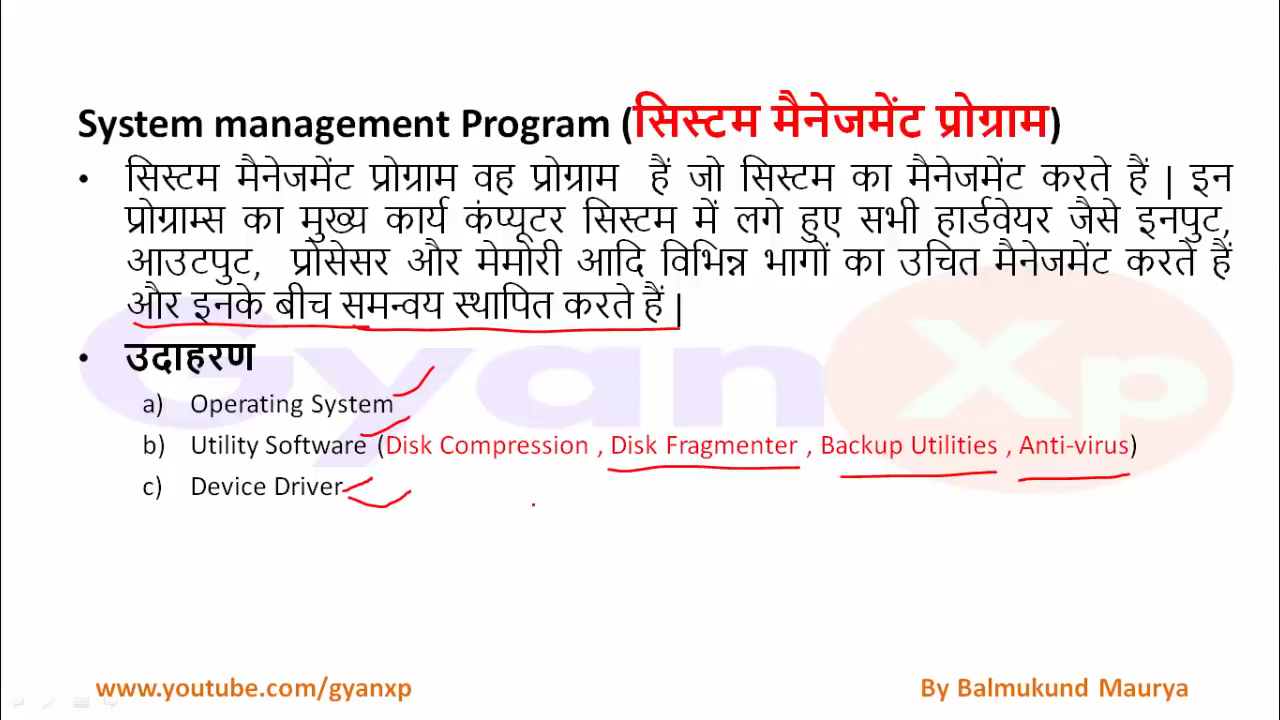 System management Program (सिस्टम मैनेजमेंट प्रोग्राम)
• सिस्टम मैनेजमेंट प्रोग्राम वह प्रोग्राम हैं जो सिस्टम का मैनेजमेंट करते हैं | इन
प्रोग्राम्स का मुख्य कार्य कंप्यूटर सिस्टम में लगे हुए सभी हार्डवेयर जैसे इनपुट,
आउटपुट, प्रोसेसर और मेमोरी आदि विभिन्न भागों का उचित मैनेजमेंट करते हैं
और इनके बीच समन्वय स्थापित करते हैं |
• उदाहरण
a) Operating System
b) Utility Software (Disk Compression , Disk Fragmenter , Backup Utilities , Anti-virus)
c) Device Driver
Gyan Xp
www.youtube.com/gyanxp
By Balmukund Maurya